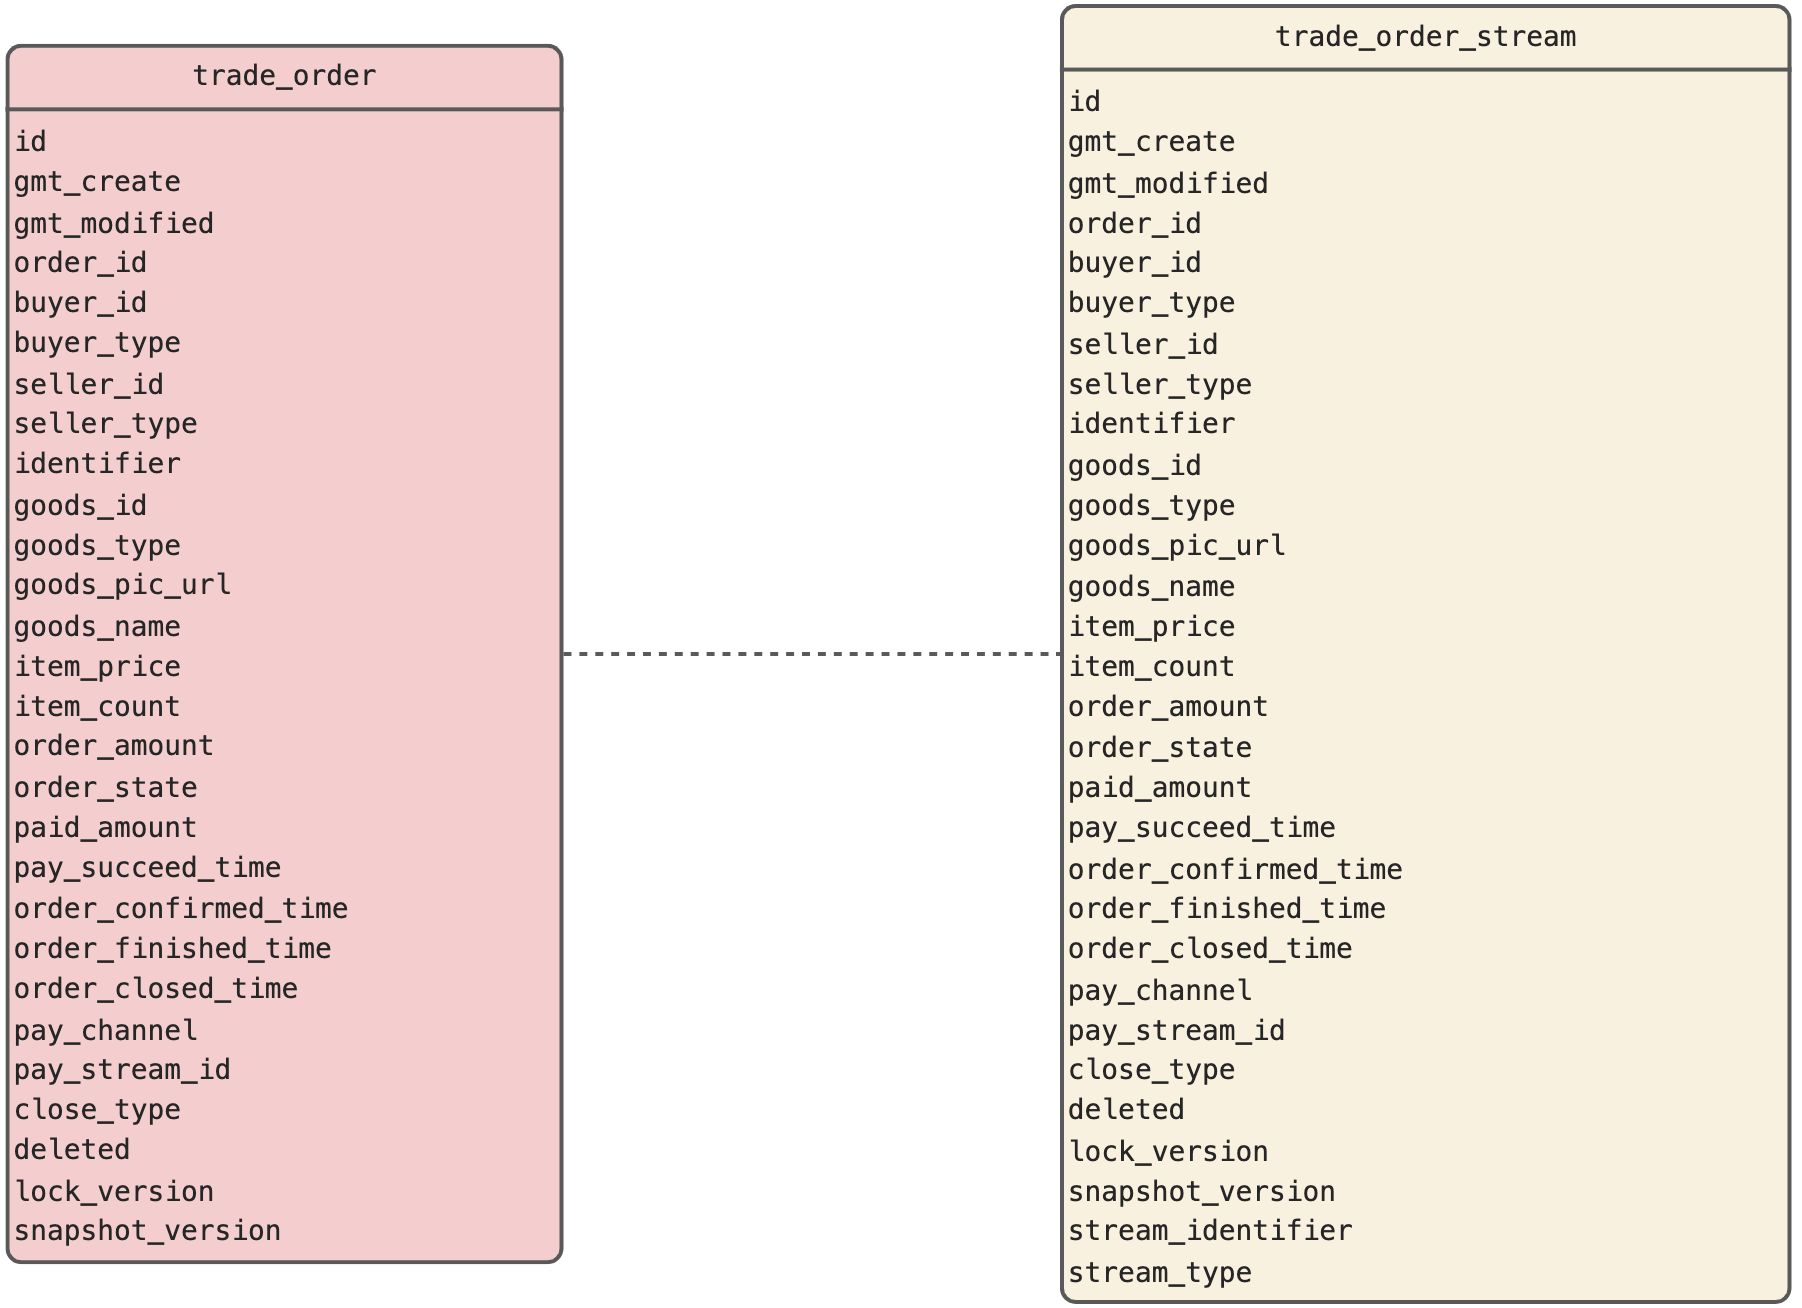 trade_order
id
gmt_create
gmt_modified
order_id
buyer_id
buyer_type
seller_id
seller_type
identifier
goods_id
goods_type
goods_pic_url
goods_name
item_price
item_count
order_amount
order_state
paid_amount
pay_succeed_time
order_confirmed_time
order_finished_time
order_closed_time
pay_channel
pay_stream_id
close_type
deleted
lock_version
snapshot_version
trade_order_stream
id
gmt_create
gmt_modified
order_id
buyer_id
buyer_type
seller_id
seller_type
identifier
goods_id
goods_type
goods_pic_url
goods_name
item_price
item_count
order_amount
order_state
paid_amount
pay_succeed_time
order_confirmed_time
order_finished_time
order_closed_time
pay_channel
pay_stream_id
close_type
deleted
lock_version
snapshot_version
stream_identifier
stream_type